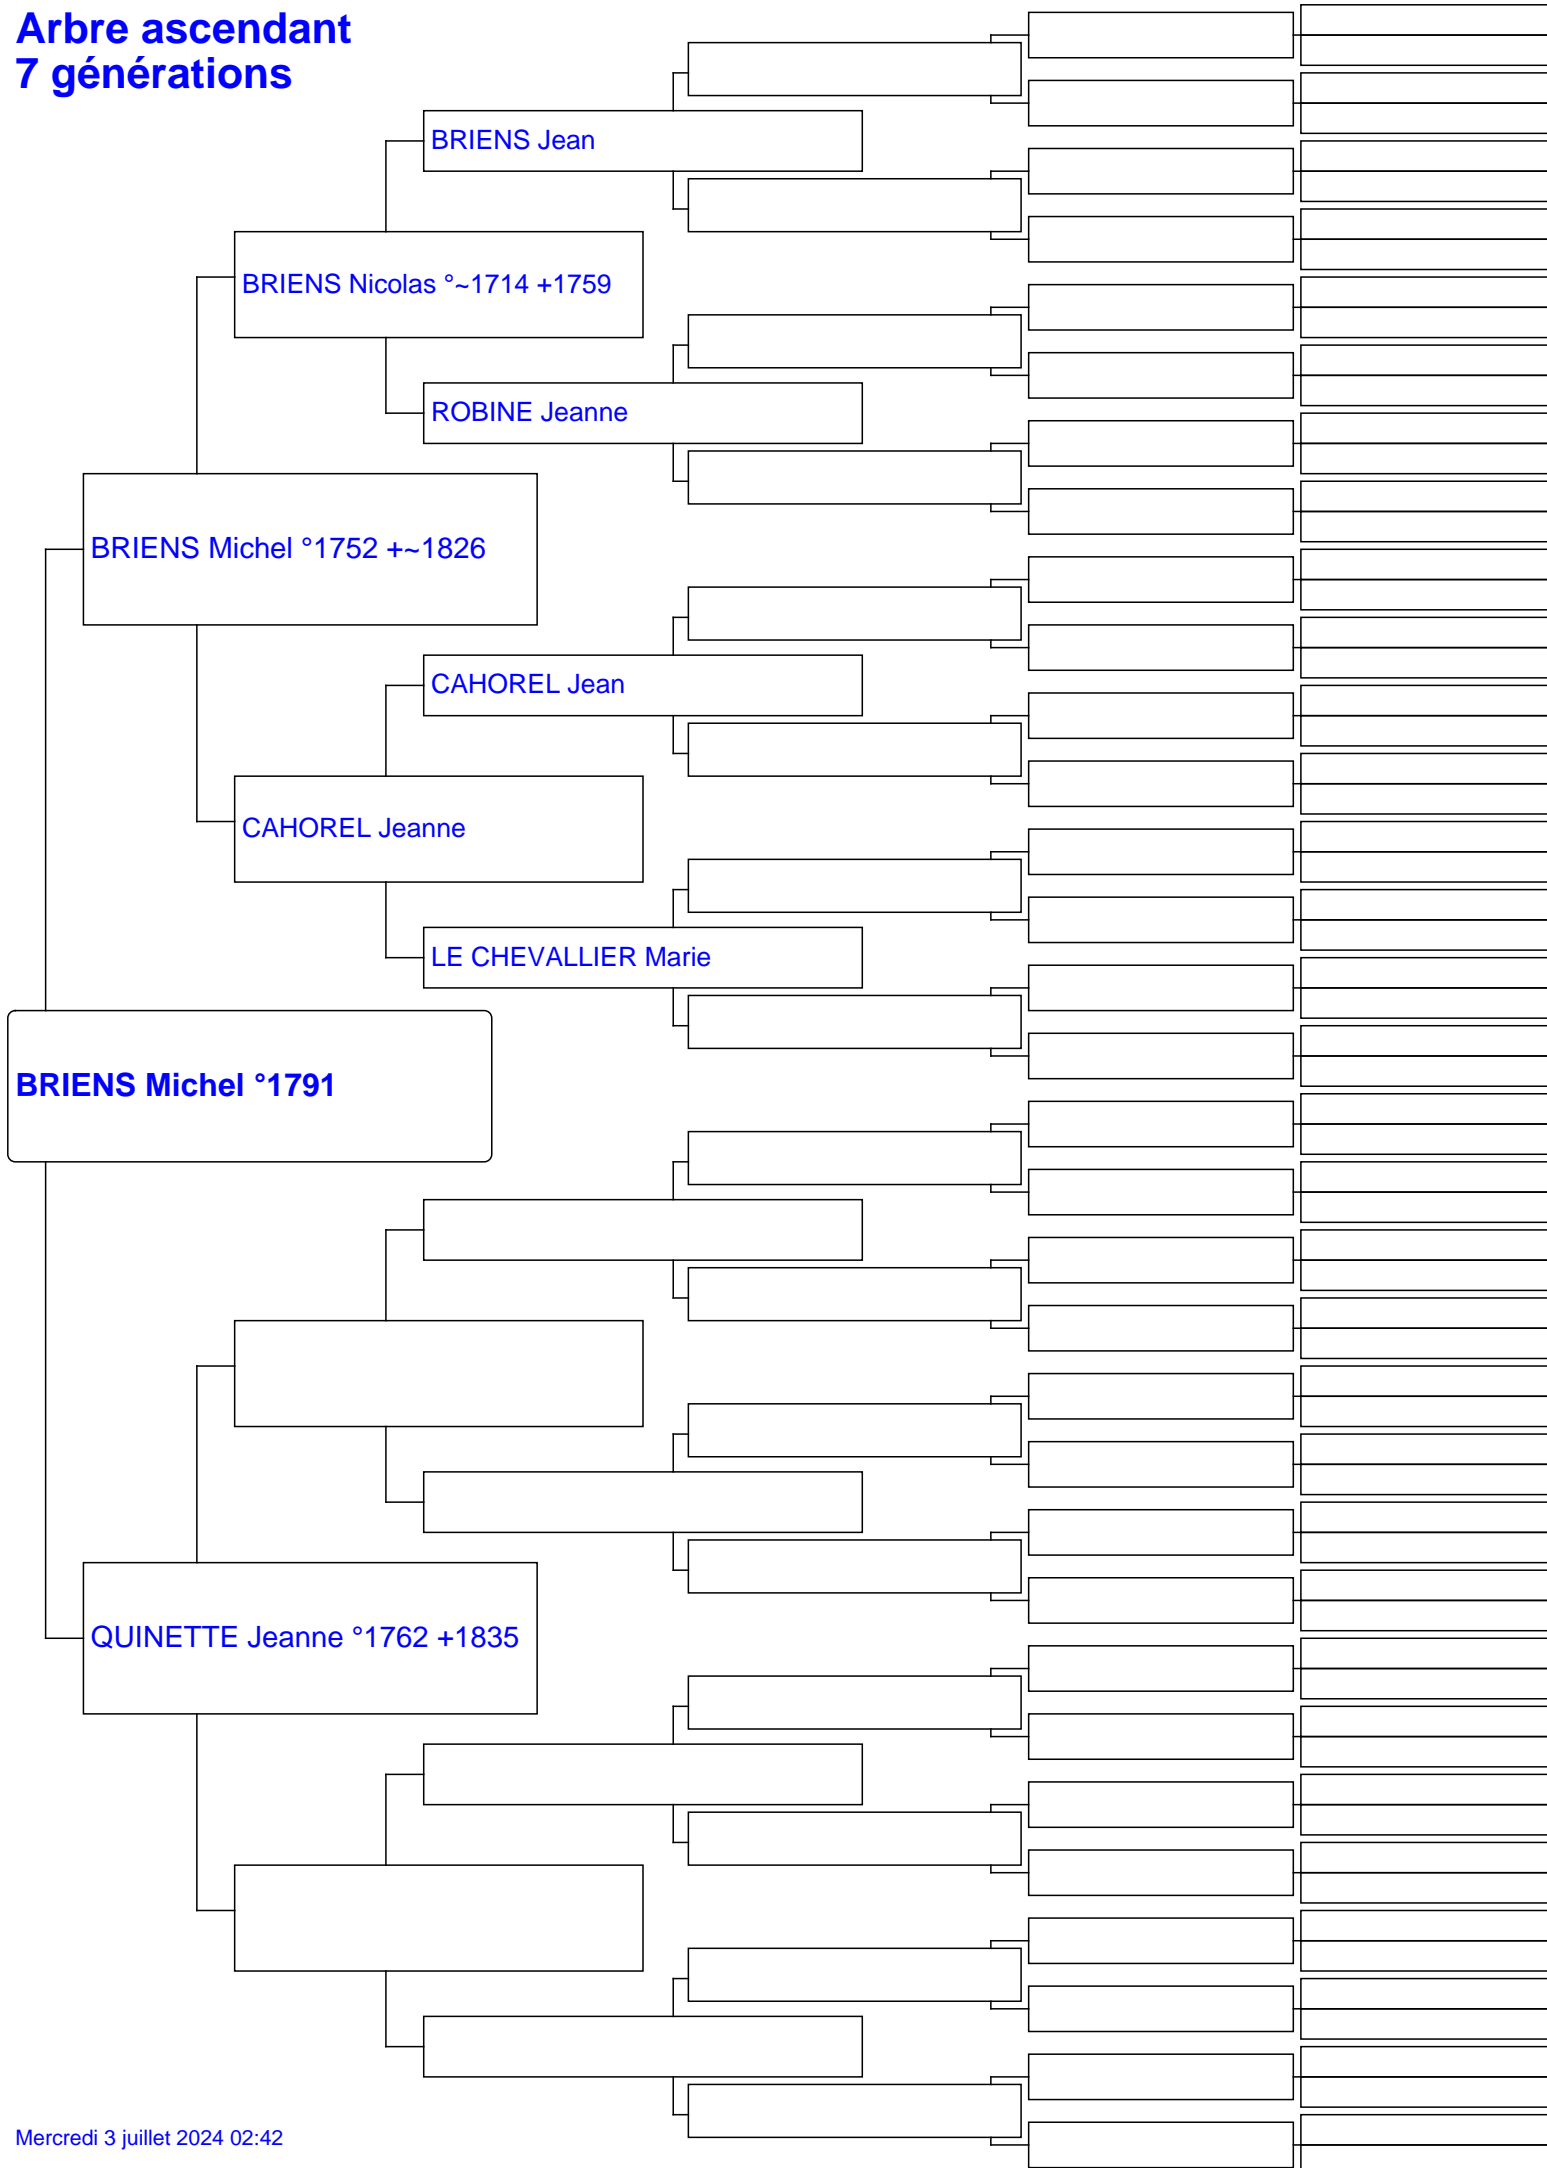 Arbre ascendant
7 générations
BRIENS Jean
BRIENS Nicolas °~1714 +1759
ROBINE Jeanne
BRIENS Michel °1752 +~1826
CAHOREL Jean
CAHOREL Jeanne
LE CHEVALLIER Marie
BRIENS Michel °1791
QUINETTE Jeanne °1762 +1835
Mercredi 3 juillet 2024 02:42